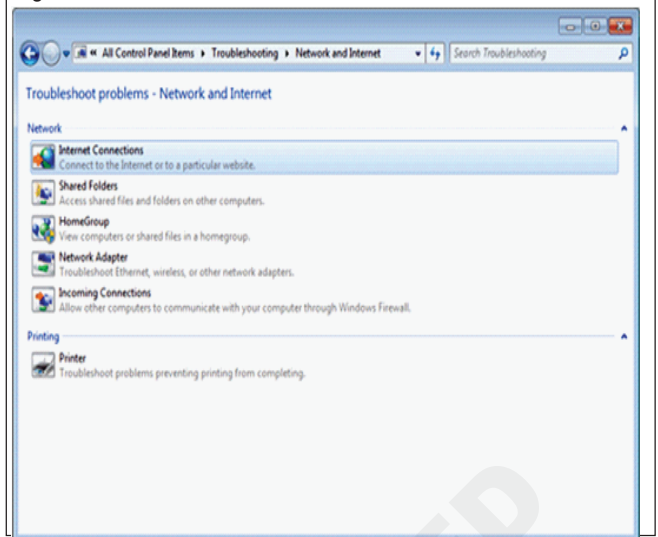 « All Control Panel Items ▸ Troubleshooting ▸ Network and Internet
Search Troubleshooting
Troubleshoot problems - Network and Internet
Network
Internet Connections
Connect to the Internet or to a particular website.
Shared Folders
Access shared files and folders on other computers.
HomeGroup
View computers or shared files in a homegroup.
Network Adapter
Troubleshoot Ethernet, wireless, or other network adapters.
Incoming Connections
Allow other computers to communicate with your computer through Windows Firewall.
Printing
Printer
Troubleshoot problems preventing printing from completing.
ED